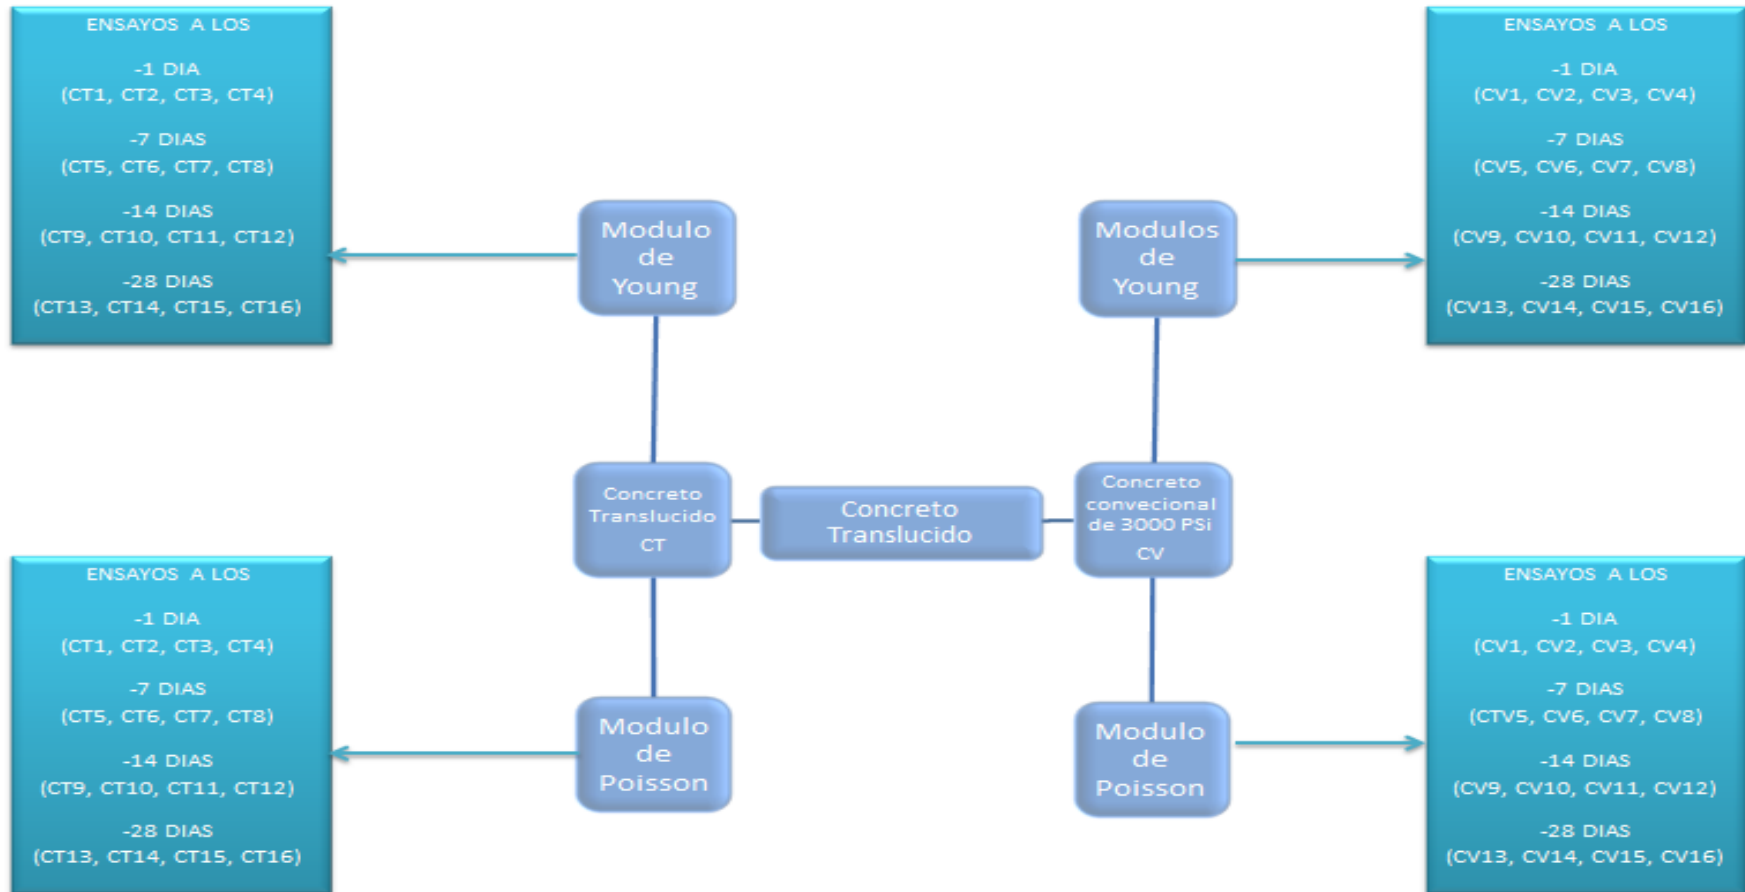 ENSAYOS A LOS
-1 DIA
(CT1, CT2, CT3, CT4)
-7 DIAS
(CT5, CT6, CT7, CT8)
-14 DIAS
(CT9, CT10, CT11, CT12)
-28 DIAS
(CT13, CT14, CT15, CT16)
Modulo
de
Young
Modulos
de
Young
ENSAYOS A LOS
-1 DIA
(CV1, CV2, CV3, CV4)
-7 DIAS
(CV5, CV6, CV7, CV8)
-14 DIAS
(CV9, CV10, CV11, CV12)
-28 DIAS
(CV13, CV14, CV15, CV16)
Concreto
Translucido
CT
Concreto
Translucido
Concreto
convecional
de 3000 PSi
CV
ENSAYOS A LOS
-1 DIA
(CT1, CT2, CT3, CT4)
-7 DIAS
(CT5, CT6, CT7, CT8)
-14 DIAS
(CT9, CT10, CT11, CT12)
-28 DIAS
(CT13, CT14, CT15, CT16)
Modulo
de
Poisson
Modulo
de
Poisson
ENSAYOS A LOS
-1 DIA
(CV1, CV2, CV3, CV4)
-7 DIAS
(CTV5, CV6, CV7, CV8)
-14 DIAS
(CV9, CV10, CV11, CV12)
-28 DIAS
(CV13, CV14, CV15, CV16)